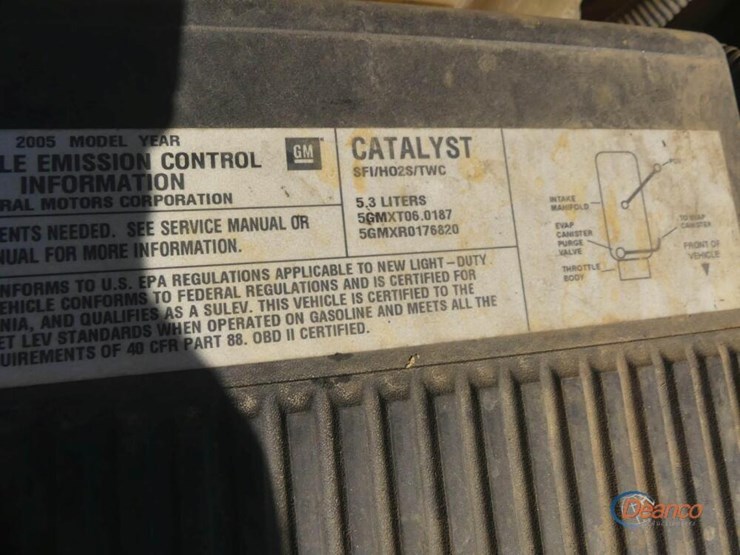 2005 MODEL YEAR
LE EMISSION CONTROL
INFORMATION
RAL MOTORS CORPORATION
GM
CATALYST
SFI/HO2S/TWC
5.3 LITERS
5GMXT06.0187
5GMXR0176820
ENTS NEEDED. SEE SERVICE MANUAL OR
NUAL FOR MORE INFORMATION.
NFORMS TO U.S. EPA REGULATIONS APPLICABLE TO NEW LIGHT-DUTY
EHICLE CONFORMS TO FEDERAL REGULATIONS AND IS CERTIFIED FOR
NIA, AND QUALIFIES AS A SULEV. THIS VEHICLE IS CERTIFIED TO THE
ET LEV STANDARDS WHEN OPERATED ON GASOLINE AND MEETS ALL THE
UIREMENTS OF 40 CFR PART 88. OBD II CERTIFIED.
INTAKE
MANIFOLD
EVAP
CANISTER
PURGE
VALVE
THROTTLE
BODY
TO EVAP
CANISTER
FRONT OF
VEHICLE
Deanco
Auctioneers